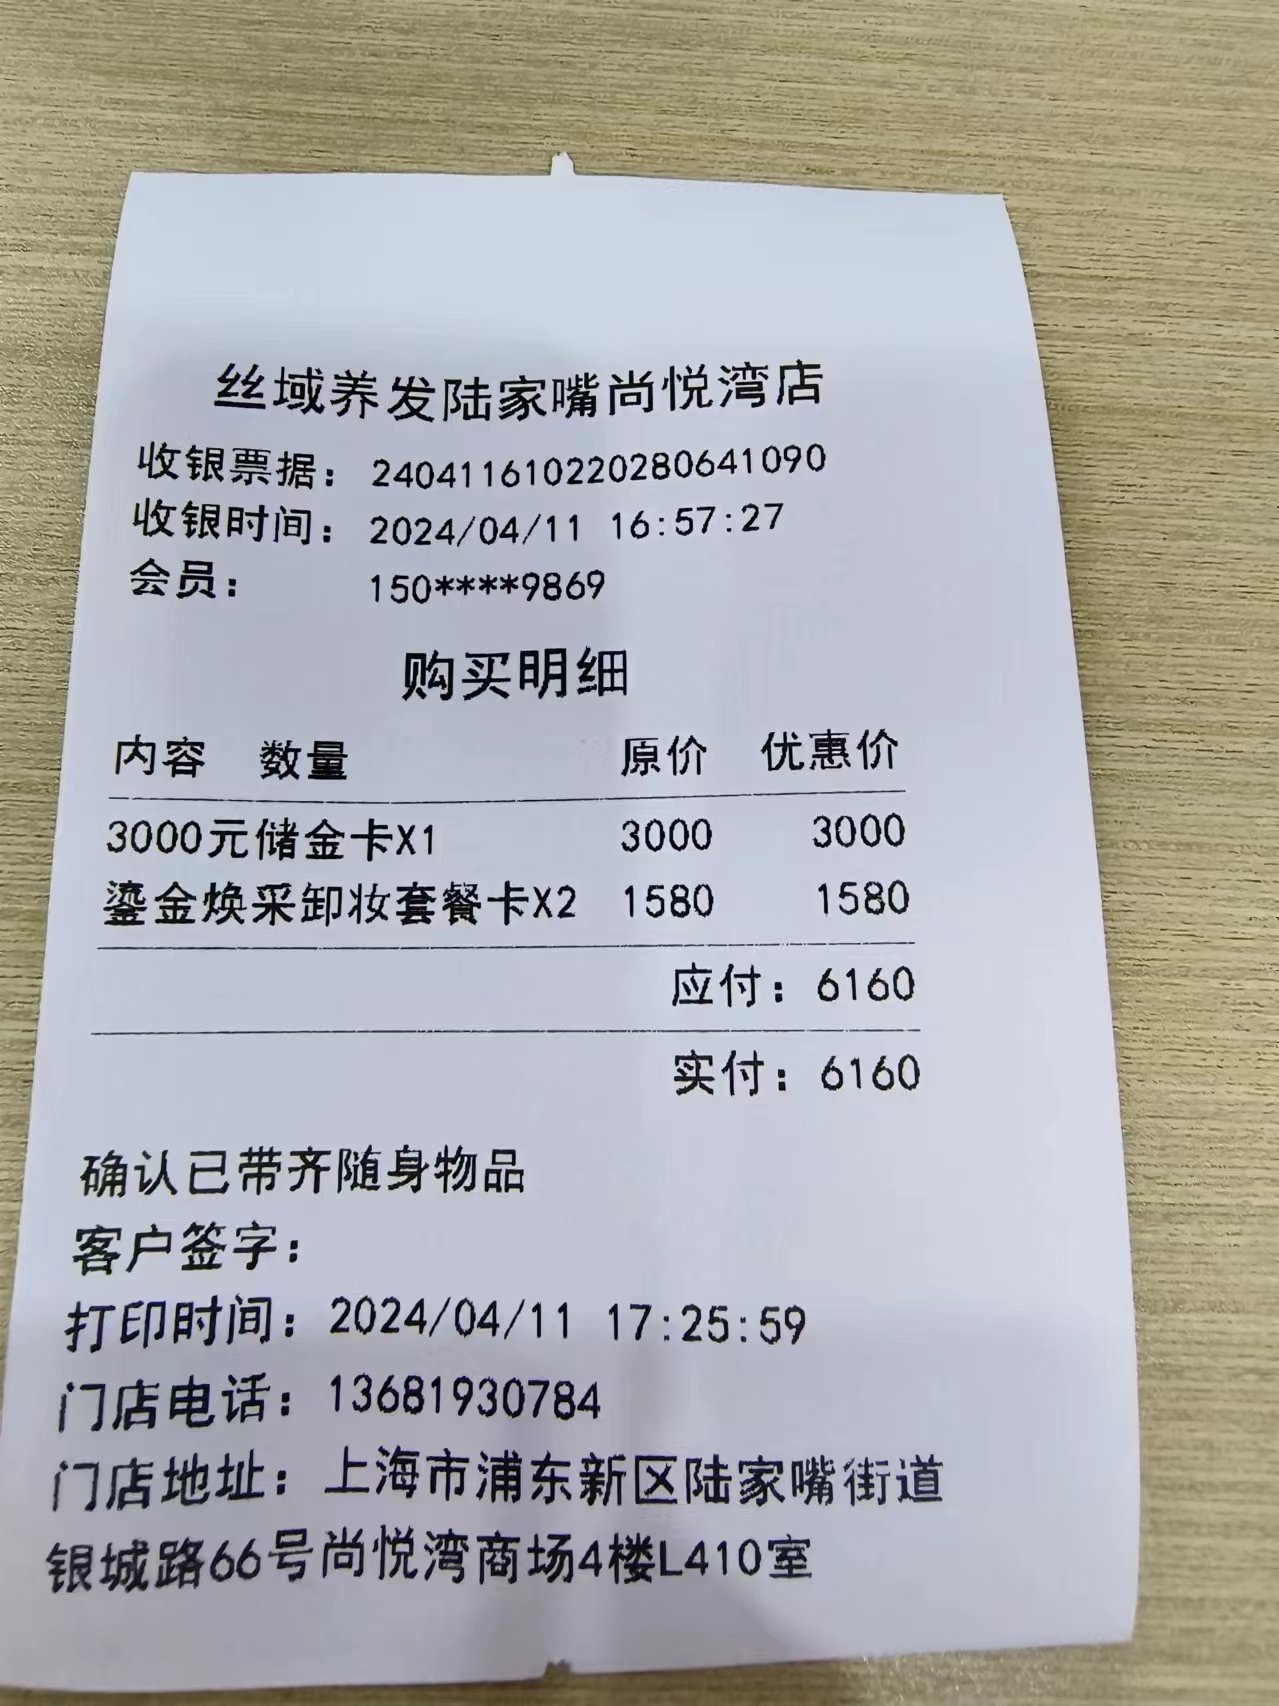 丝域养发陆家嘴尚悦湾店
收银票据： 240411610220280641090
收银时间： 2024/04/11 16:57:27
会员： 150****9869
购买明细
内容 数量 原价 优惠价
3000元储金卡X1 3000 3000
鎏金焕采卸妆套餐卡X2 1580 1580
应付：6160
实付：6160
确认已带齐随身物品
客户签字：
打印时间：2024/04/11 17:25:59
门店电话：13681930784
门店地址：上海市浦东新区陆家嘴街道
银城路66号尚悦湾商场4楼L410室